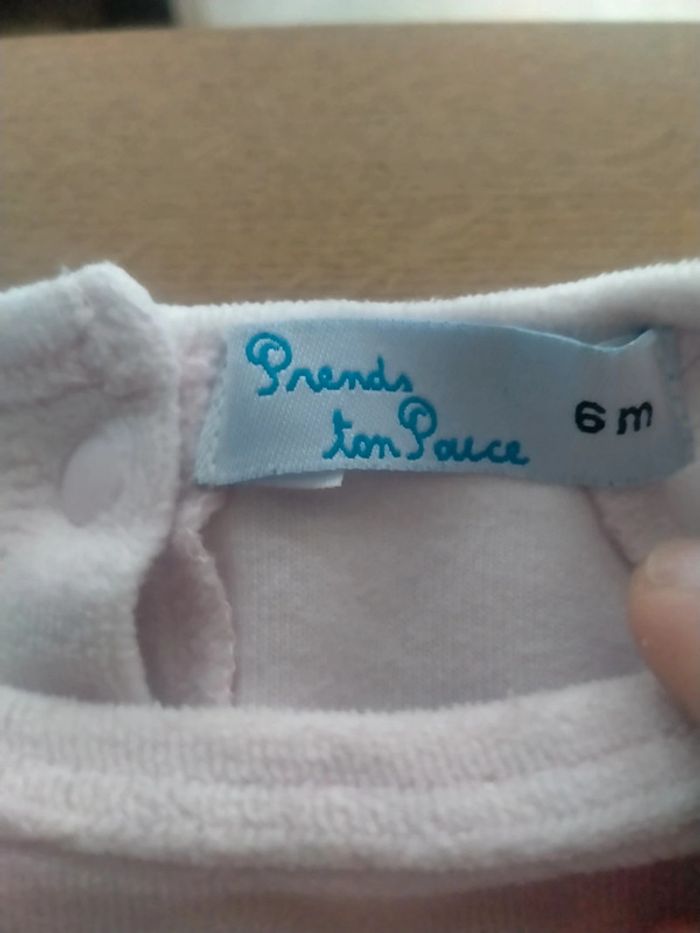 Prends
ton Pouce
6 m